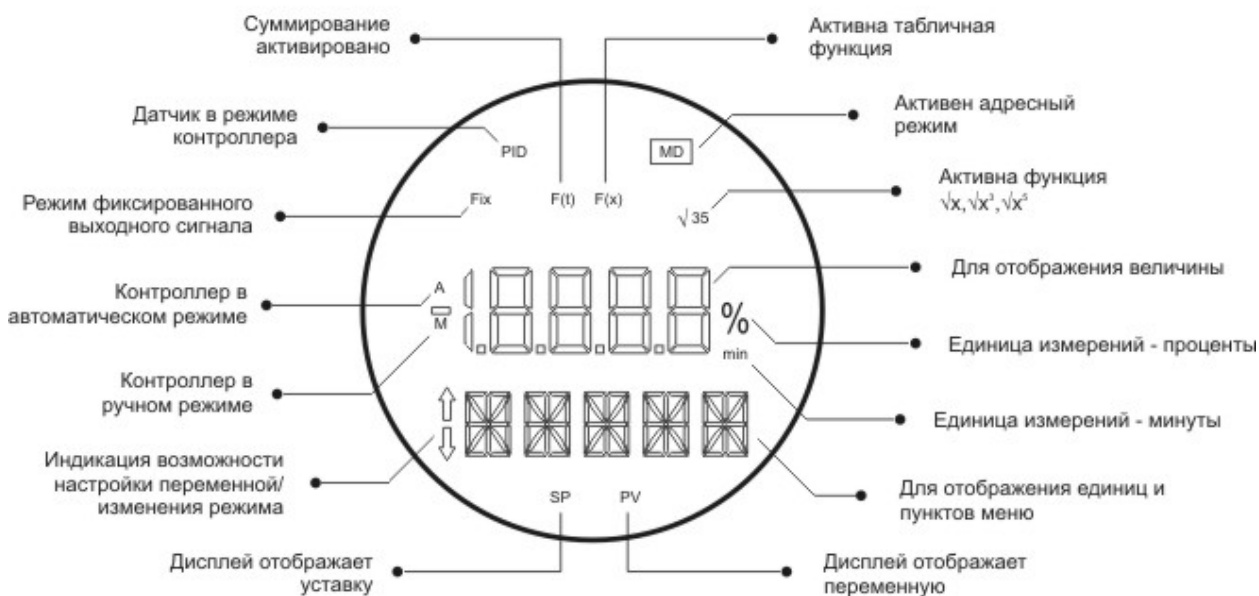 Суммирование
активировано
Активна табличная
функция
Датчик в режиме
контроллера
PID
MD
Активен адресный
режим
Режим фиксированного
выходного сигнала
Fix
F(t)
F(x)
√ 35
Активна функция
√x,√x³,√x⁵
Контроллер в
автоматическом режиме
A
M
Для отображения величины
%
min
Единица измерений - проценты
Контроллер в
ручном режиме
Единица измерений - минуты
Индикация возможности
настройки переменной/
изменения режима
Для отображения единиц и
пунктов меню
SP
PV
Дисплей отображает
уставку
Дисплей отображает
переменную